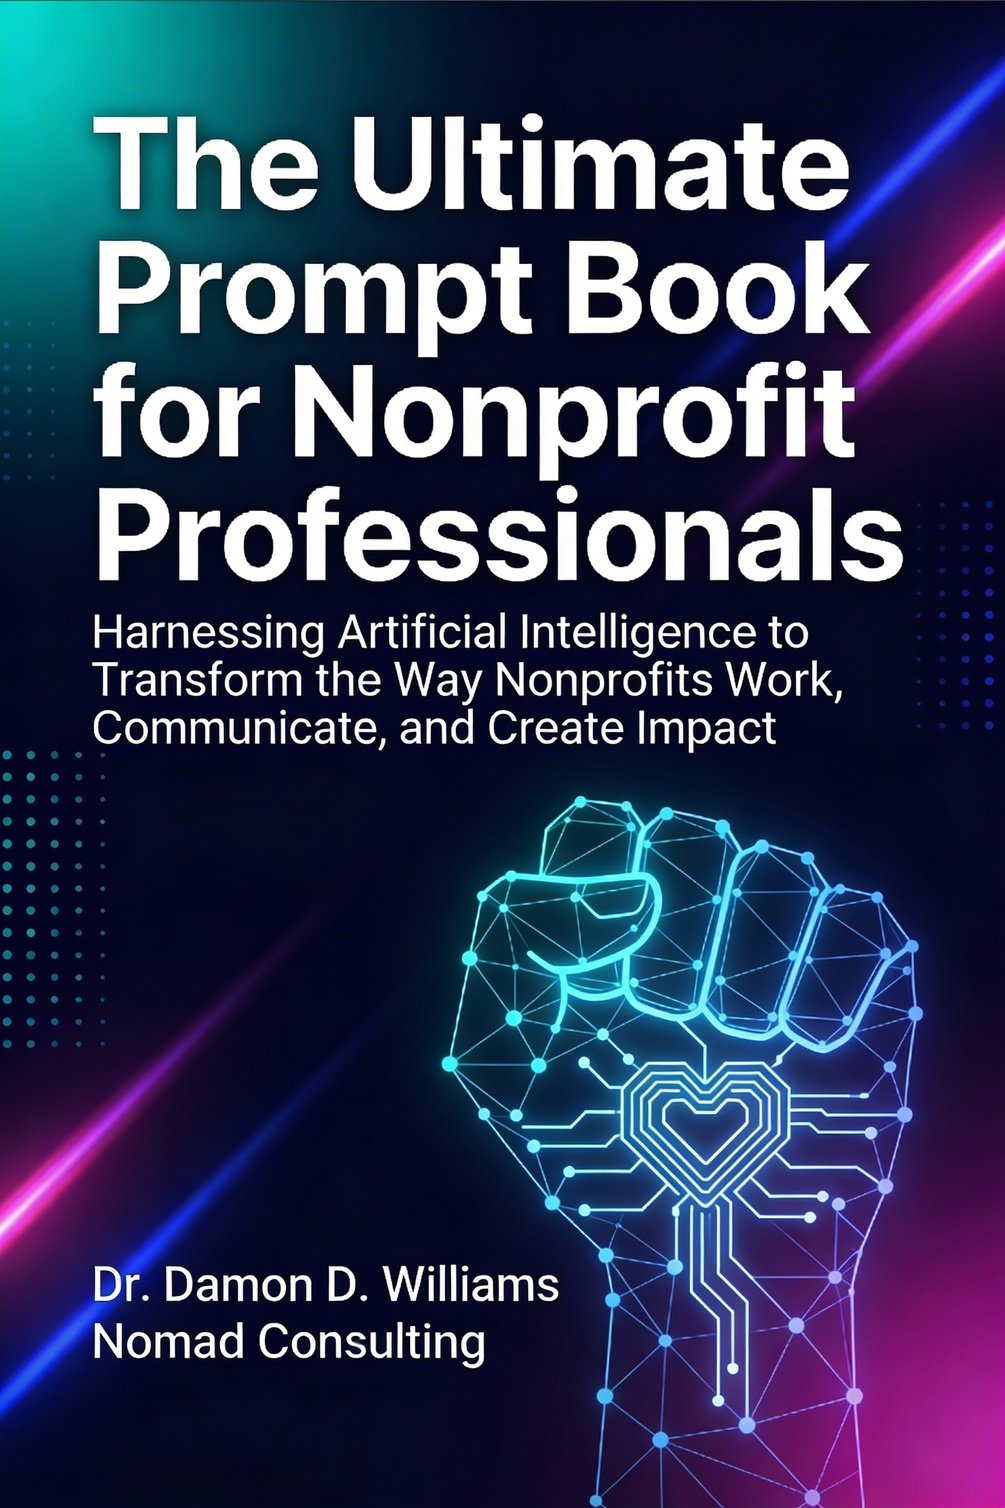 The Ultimate
Prompt Book
for Nonprofit
Professionals
Harnessing Artificial Intelligence to
Transform the Way Nonprofits Work,
Communicate, and Create Impact
Dr. Damon D. Williams
Nomad Consulting